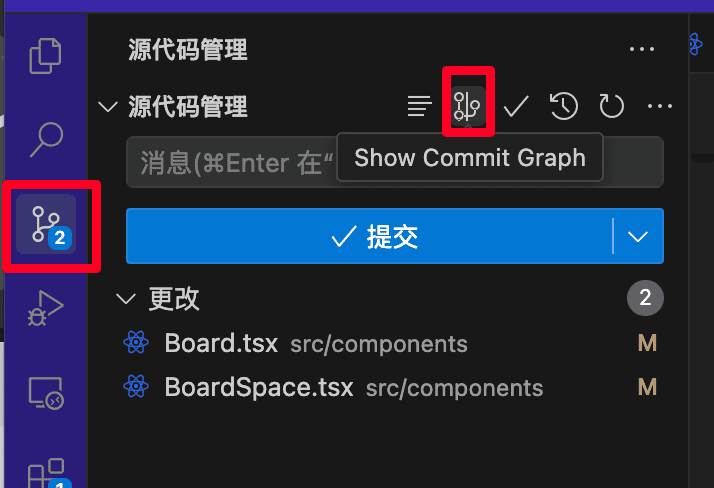 源代码管理
源代码管理
消息(⌘Enter 在“
Show Commit Graph
提交
2
更改 2
Board.tsx src/components M
BoardSpace.tsx src/components M
1